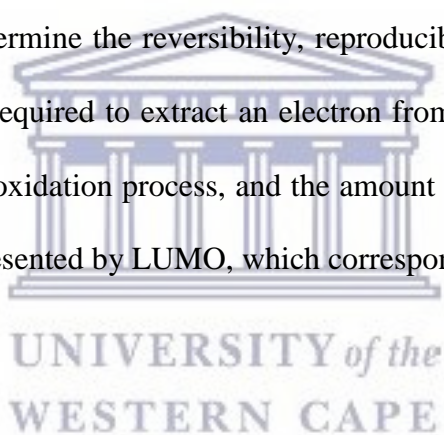 ermine the reversibility, reproducib
equired to extract an electron from
oxidation process, and the amount
esented by LUMO, which correspon
UNIVERSITY of the
WESTERN CAPE